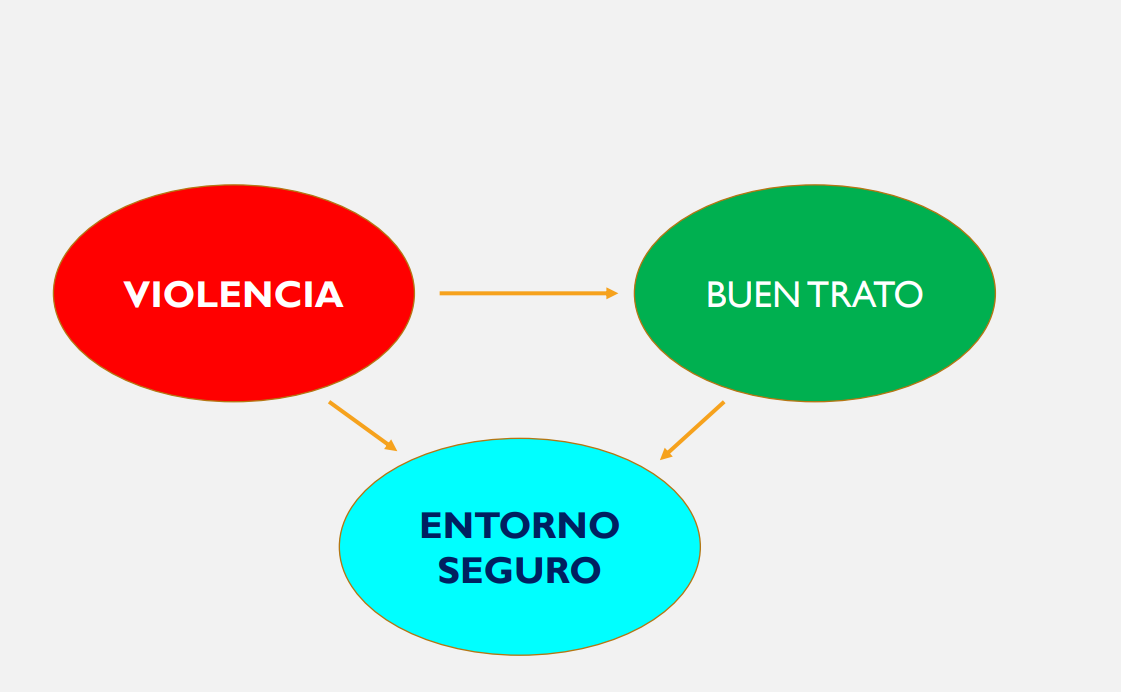 VIOLENCIA
BUEN TRATO
ENTORNO
SEGURO